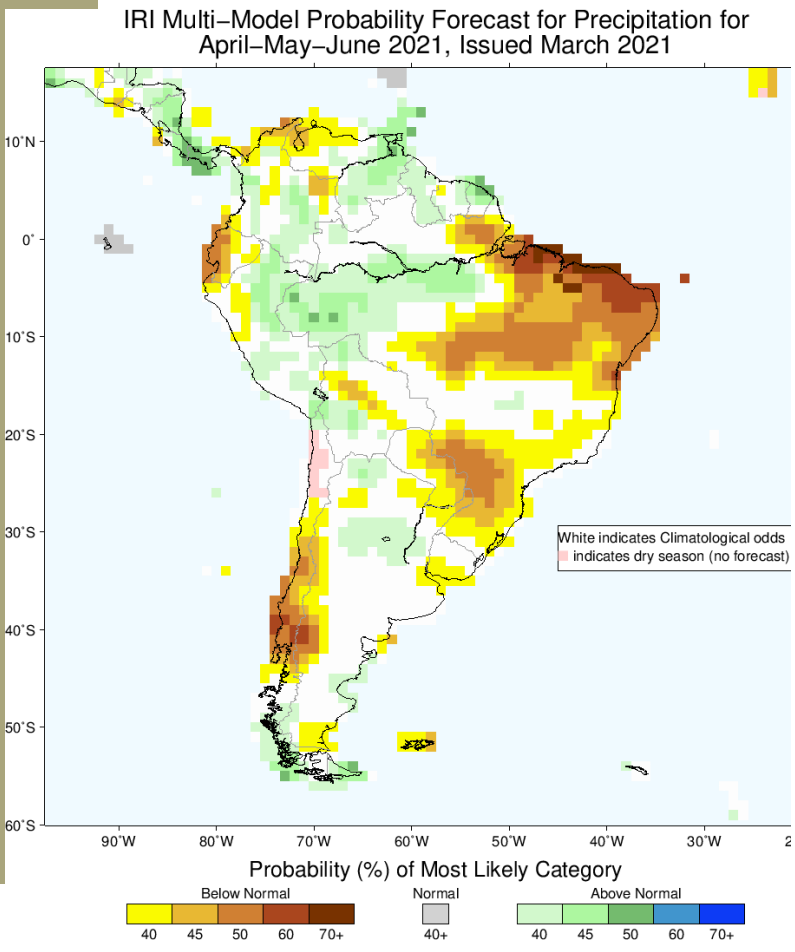 IRI Multi−Model Probability Forecast for Precipitation for
April−May−June 2021, Issued March 2021
10˚N
0˚
10˚S
20˚S
30˚S
40˚S
50˚S
60˚S
White indicates Climatological odds
indicates dry season (no forecast)
90˚W 80˚W 70˚W 60˚W 50˚W 40˚W 30˚W 2
Probability (%) of Most Likely Category
Below Normal Normal Above Normal
40 45 50 60 70+ 40+ 40 45 50 60 70+